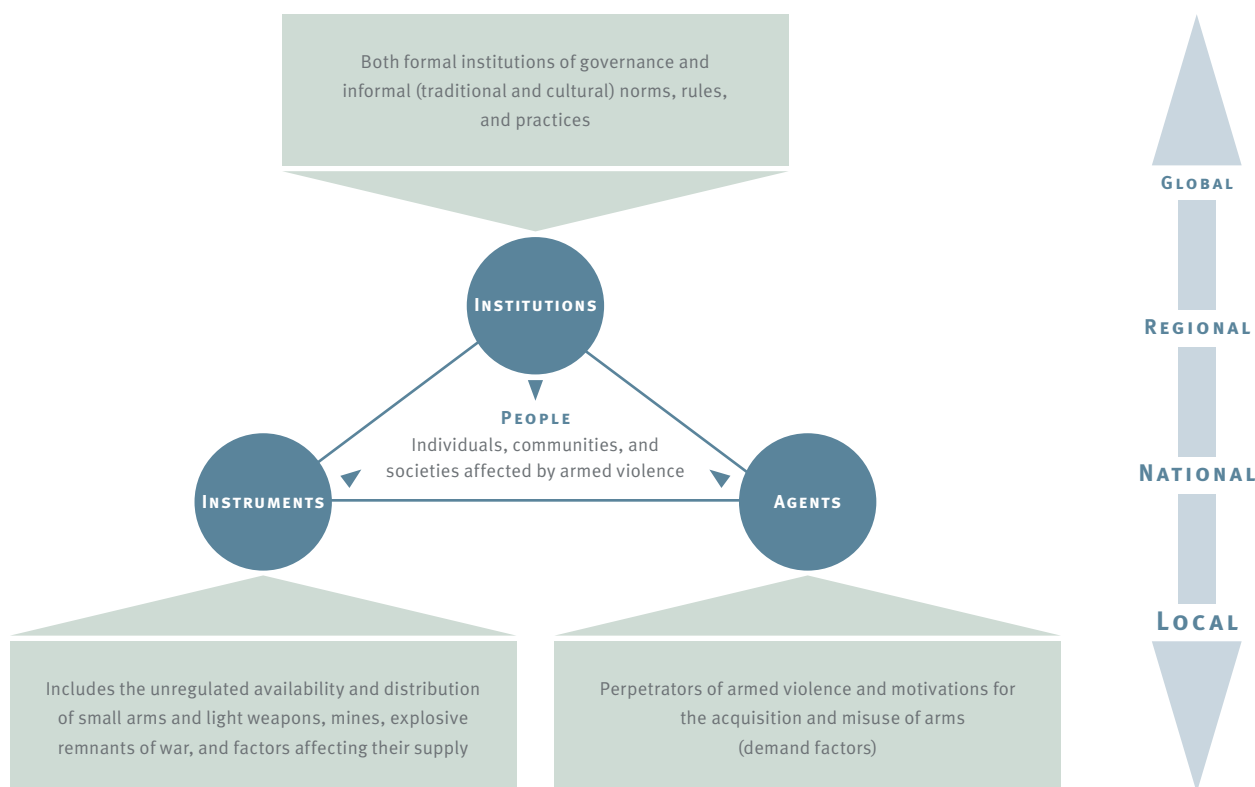 Both formal institutions of governance and
informal (traditional and cultural) norms, rules,
and practices
INSTITUTIONS
PEOPLE
Individuals, communities, and
societies affected by armed violence
INSTRUMENTS
AGENTS
Includes the unregulated availability and distribution
of small arms and light weapons, mines, explosive
remnants of war, and factors affecting their supply
Perpetrators of armed violence and motivations for
the acquisition and misuse of arms
(demand factors)
GLOBAL
REGIONAL
NATIONAL
LOCAL